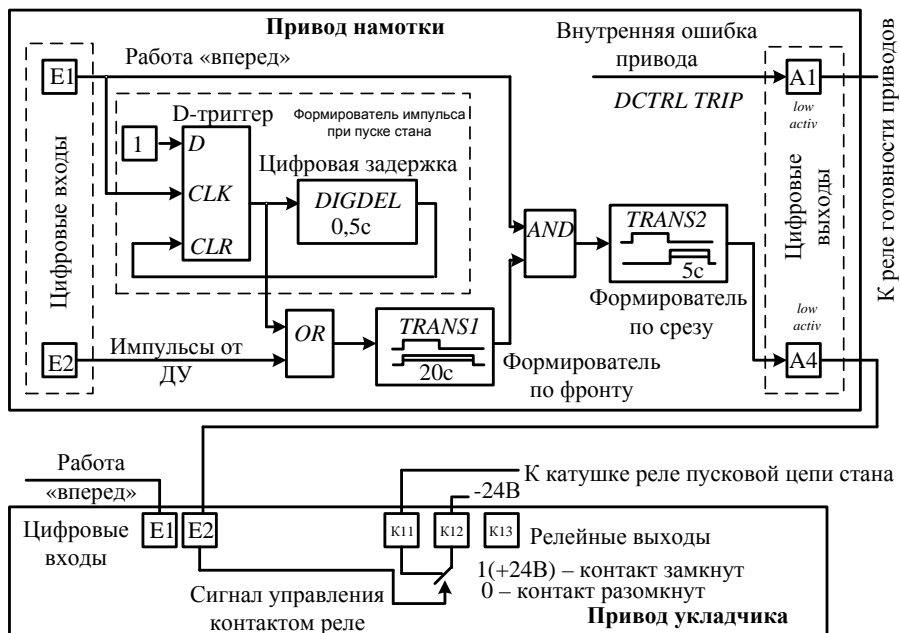 Привод намотки
E1
Работа «вперед»
Внутренняя ошибка
привода
DCTRL TRIP
A1
low
activ
К реле готовности приводов
Цифровые входы
D-триггер
Формирователь импульса
при пуске стана
1
D
CLK
CLR
Цифровая задержка
DIGDEL
0,5с
AND
TRANS2
5с
Формирователь
по срезу
Цифровые
выходы
low
activ
A4
E2
Импульсы от
ДУ
OR
TRANS1
20с
Формирователь
по фронту
Работа
«вперед»
К катушке реле пусковой цепи стана
-24В
Цифровые
входы
E1
E2
К11
К12
К13
Релейные выходы
1(+24В) – контакт замкнут
0 – контакт разомкнут
Сигнал управления
контактом реле
Привод укладчика